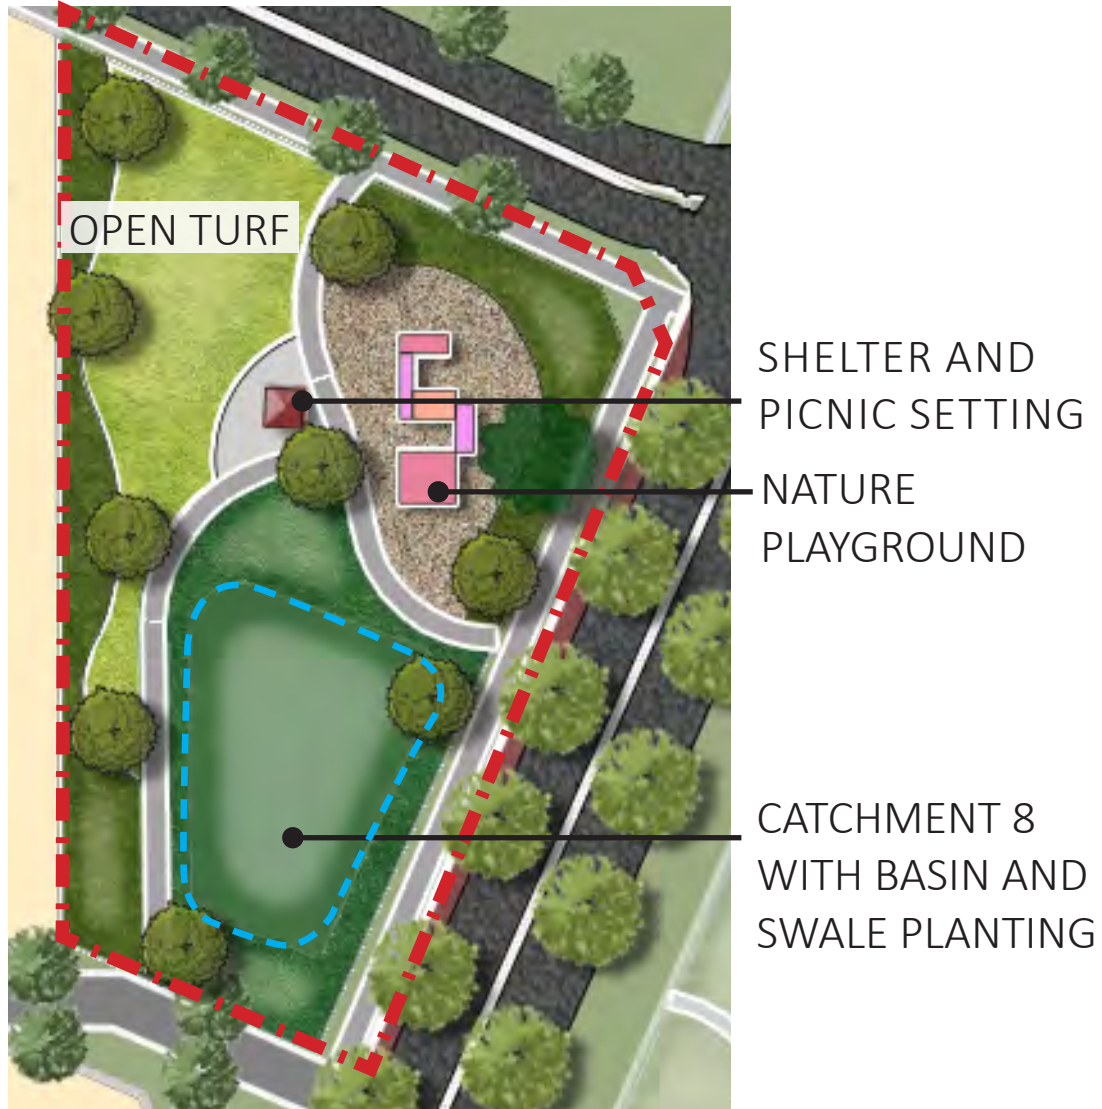 OPEN TURF
SHELTER AND
PICNIC SETTING
NATURE
PLAYGROUND
CATCHMENT 8
WITH BASIN AND
SWALE PLANTING